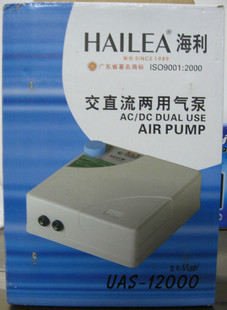 HAILEA 海利
SINCE 1989
广东省著名商标 ISO9001:2000
交直流两用气泵
AC/DC DUAL USE
AIR PUMP
UAS-12000